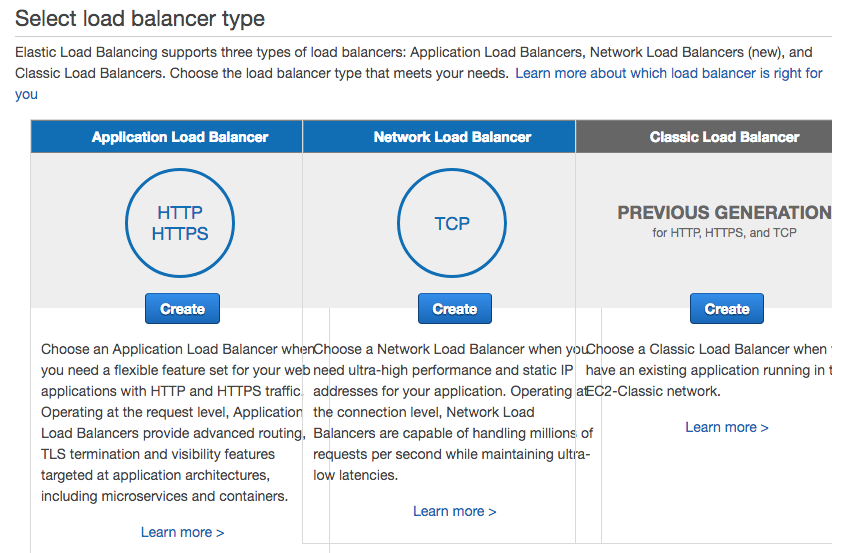 Select load balancer type
Elastic Load Balancing supports three types of load balancers: Application Load Balancers, Network Load Balancers (new), and
Classic Load Balancers. Choose the load balancer type that meets your needs. Learn more about which load balancer is right for
you
Application Load Balancer
HTTP
HTTPS
Create
Choose an Application Load Balancer when
you need a flexible feature set for your web
applications with HTTP and HTTPS traffic.
Operating at the request level, Application
Load Balancers provide advanced routing,
TLS termination and visibility features
targeted at application architectures,
including microservices and containers.
Learn more >
Network Load Balancer
TCP
Create
Choose a Network Load Balancer when you
need ultra-high performance and static IP
addresses for your application. Operating at
the connection level, Network Load
Balancers are capable of handling millions of
requests per second while maintaining ultra-
low latencies.
Learn more >
Classic Load Balancer
PREVIOUS GENERATION
for HTTP, HTTPS, and TCP
Create
Choose a Classic Load Balancer when
have an existing application running in
EC2-Classic network.
Learn more >